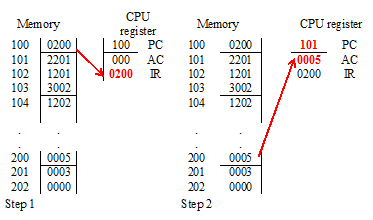 Memory CPU register Memory CPU register
100 0200 100 PC 100 0200 101 PC
101 2201 000 AC 101 2201 0005 AC
102 1201 0200 IR 102 1201 0200 IR
103 3002 103 3002
104 1202 104 1202
. . . .
200 0005 200 0005
201 0003 201 0003
202 0000 202 0000
Step 1 Step 2